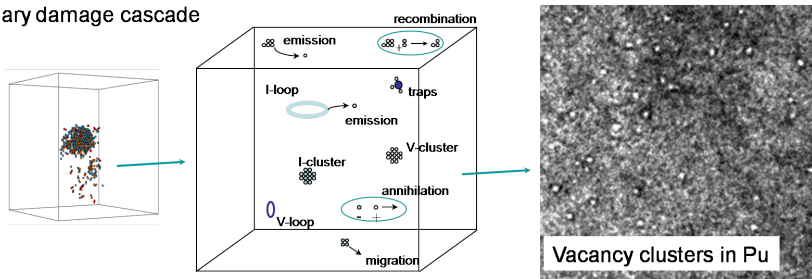 ary damage cascade
recombination
emission
+
I-loop
traps
emission
V-cluster
I-cluster
annihilation
- +
V-loop
migration
Vacancy clusters in Pu